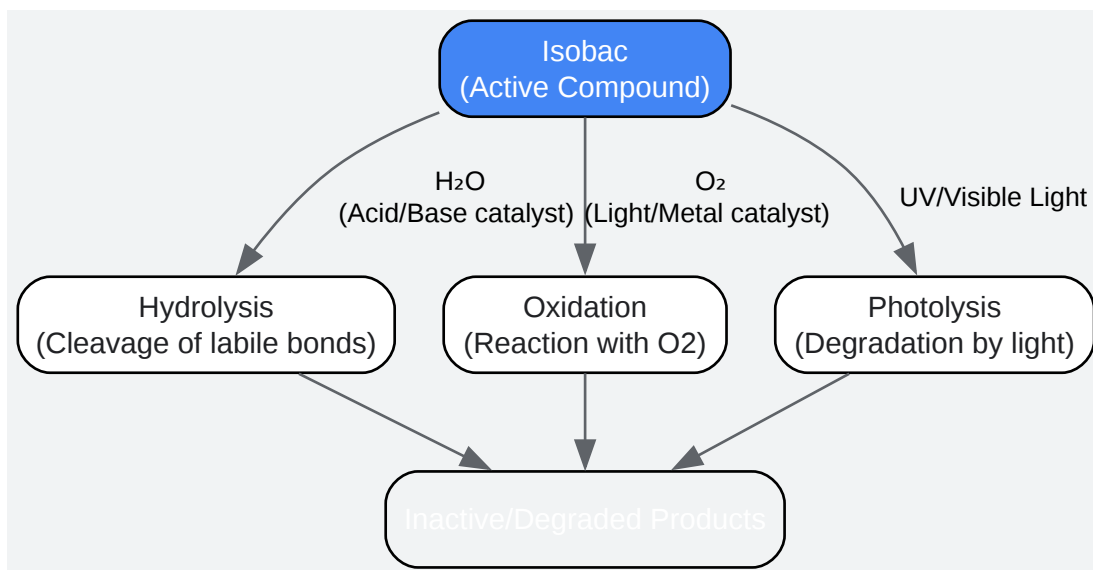 Isobac
(Active Compound)
H₂O
(Acid/Base catalyst)
O₂
(Light/Metal catalyst)
UV/Visible Light
Hydrolysis
(Cleavage of labile bonds)
Oxidation
(Reaction with O2)
Photolysis
(Degradation by light)
Inactive/Degraded Products